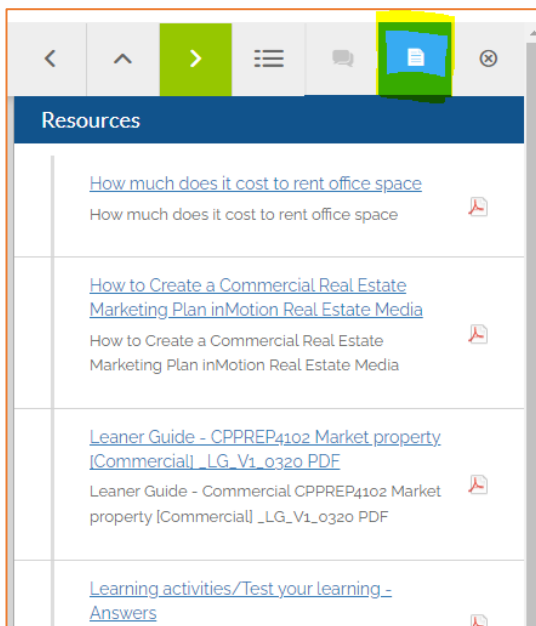 Resources
How much does it cost to rent office space
How much does it cost to rent office space
How to Create a Commercial Real Estate
Marketing Plan inMotion Real Estate Media
How to Create a Commercial Real Estate
Marketing Plan inMotion Real Estate Media
Leaner Guide - CPPREP4102 Market property
[Commercial] _LG_V1_0320 PDF
Leaner Guide - Commercial CPPREP4102 Market
property [Commercial] _LG_V1_0320 PDF
Learning activities/Test your learning -
Answers